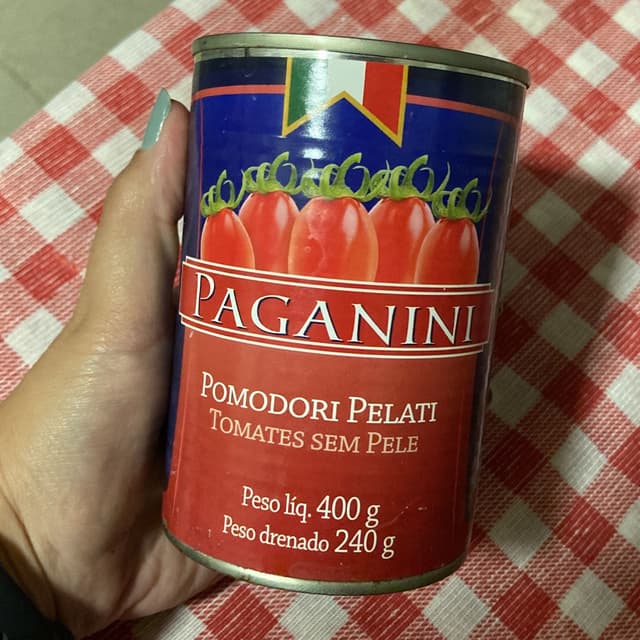 PAGANINI
POMODORI PELATI
TOMATES SEM PELE
Peso líq. 400 g
Peso drenado 240 g